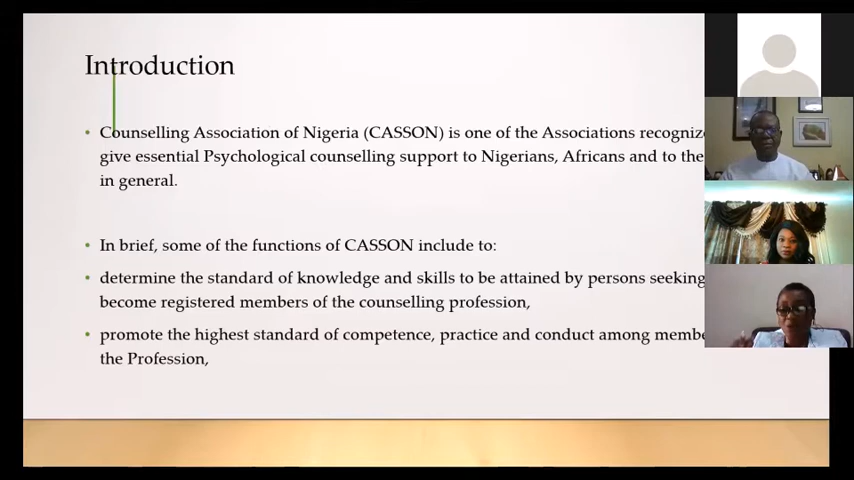 Introduction
• Counselling Association of Nigeria (CASSON) is one of the Associations
give essential Psychological counselling support to Nigerians, Africans and to the
in general.
• In brief, some of the functions of CASSON include to:
• determine the standard of knowledge and skills to be attained by persons seeking
become registered members of the counselling profession,
• promote the highest standard of competence, practice and conduct among
the Profession,